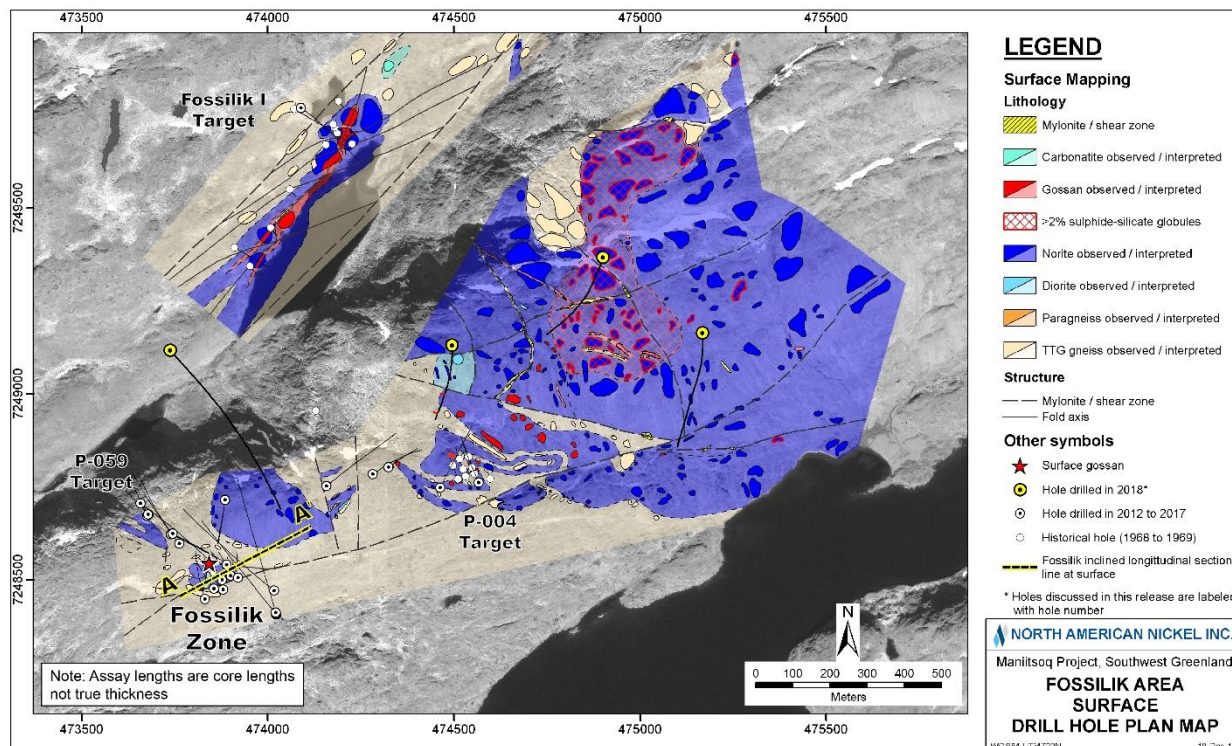 473500 474000 474500 475000 475500
7249500
7249000
7248500
Fossilik I
Target
P-059
Target
A
A
P-004
Target
Fossilik
Zone
N
0 100 200 300 400 500
Meters
Note: Assay lengths are core lengths
not true thickness
473500 474000 474500 475000 475500
LEGEND
Surface Mapping
Lithology
Mylonite / shear zone
Carbonatite observed / interpreted
Gossan observed / interpreted
>2% sulphide-silicate globules
Norite observed / interpreted
Diorite observed / interpreted
Paragneiss observed / interpreted
TTG gneiss observed / interpreted
Structure
Mylonite / shear zone
Fold axis
Other symbols
Surface gossan
Hole drilled in 2018*
Hole drilled in 2012 to 2017
Historical hole (1968 to 1969)
Fossilik inclined longtitudinal section
line at surface
* Holes discussed in this release are labeled
with hole number
NORTH AMERICAN NICKEL INC.
Maniitsoq Project, Southwest Greenland
FOSSILIK AREA
SURFACE
DRILL HOLE PLAN MAP